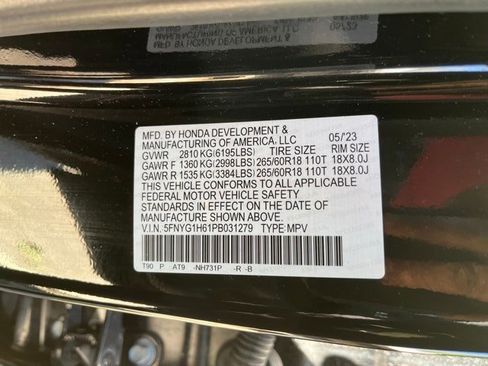 MFD. BY HONDA DEVELOPMENT &
MANUFACTURING OF AMERICA, LLC 05/23
GVWR 2810 KG(6195LBS) TIRE SIZE RIM SIZE
GAWR F 1360 KG(2998LBS) 265/60R18 110T 18X8.0J
GAWR R 1535 KG(3384LBS) 265/60R18 110T 18X8.0J
THIS VEHICLE CONFORMS TO ALL APPLICABLE
FEDERAL MOTOR VEHICLE SAFETY
STANDARDS IN EFFECT ON THE DATE OF
MANUFACTURE SHOWN ABOVE.
V.I.N. 5FNYG1H61PB031279 TYPE: MPV
T90 P AT9 -NH731P -R -B